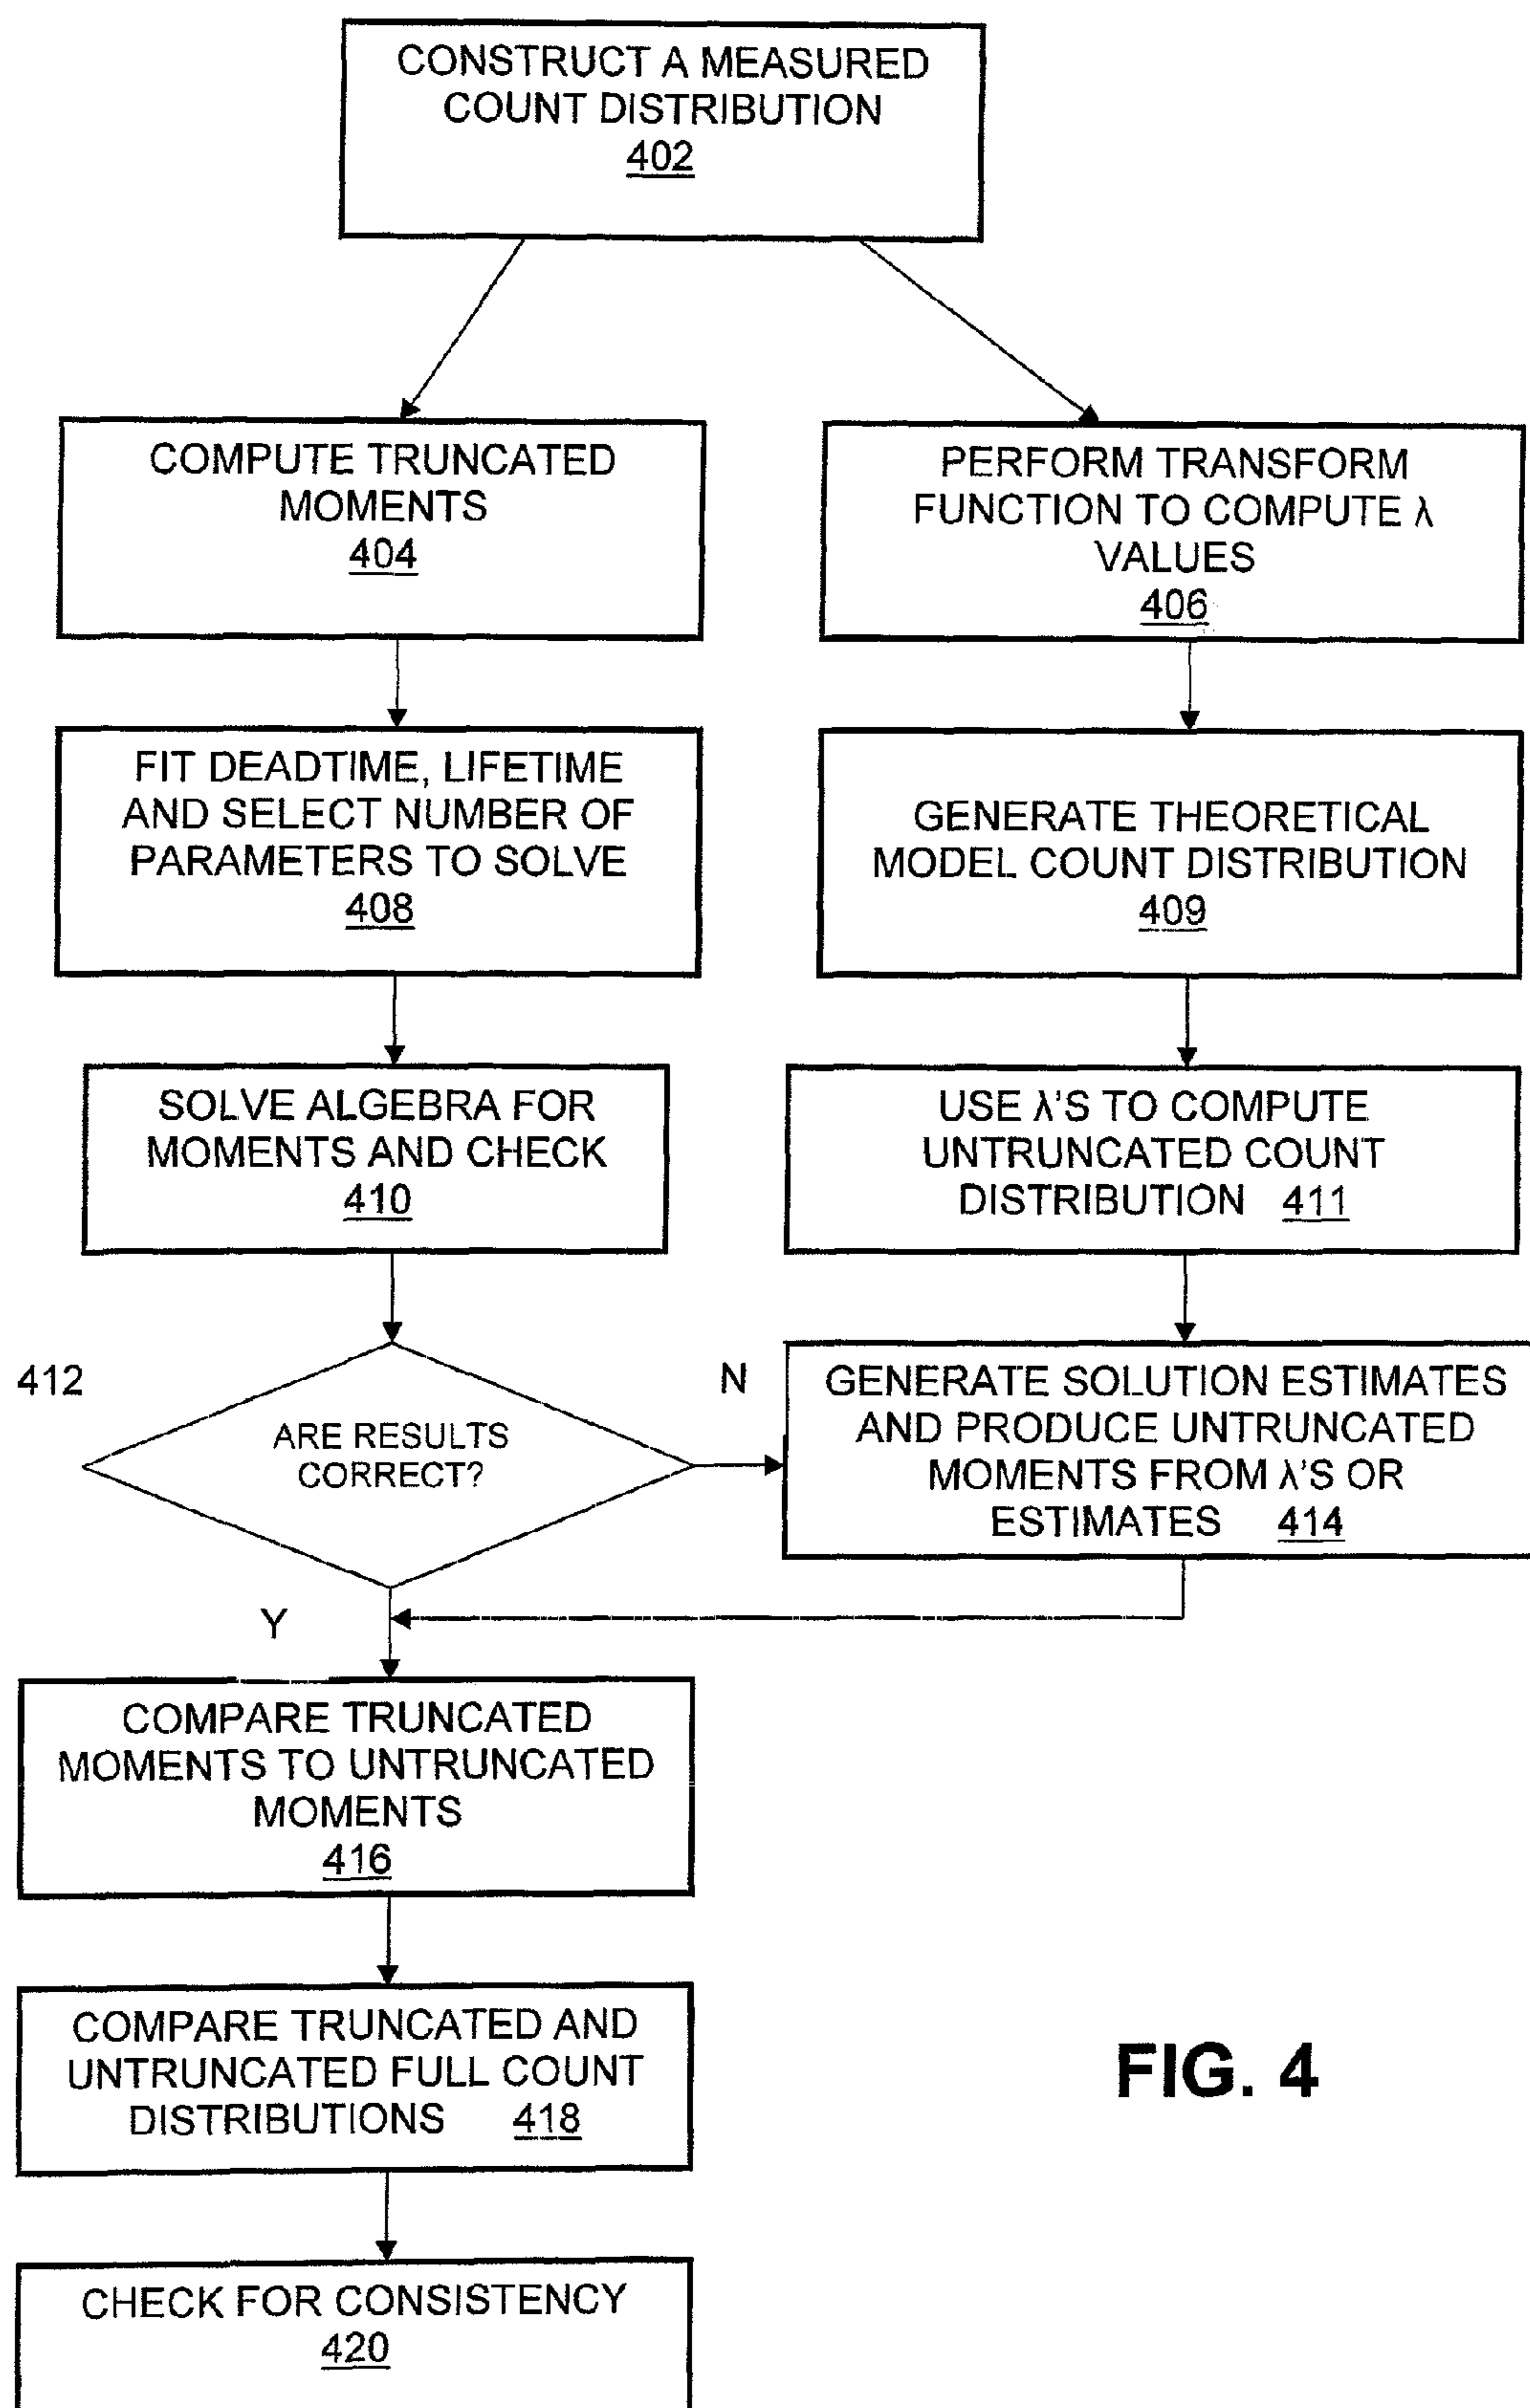 CONSTRUCT A MEASURED
COUNT DISTRIBUTION
402
COMPUTE TRUNCATED
MOMENTS
404
PERFORM TRANSFORM
FUNCTION TO COMPUTE λ
VALUES
406
FIT DEADTIME, LIFETIME
AND SELECT NUMBER OF
PARAMETERS TO SOLVE
408
GENERATE THEORETICAL
MODEL COUNT DISTRIBUTION
409
SOLVE ALGEBRA FOR
MOMENTS AND CHECK
410
USE λ'S TO COMPUTE
UNTRUNCATED COUNT
DISTRIBUTION 411
412
ARE RESULTS
CORRECT?
N
GENERATE SOLUTION ESTIMATES
AND PRODUCE UNTRUNCATED
MOMENTS FROM λ'S OR
ESTIMATES 414
Y
COMPARE TRUNCATED
MOMENTS TO UNTRUNCATED
MOMENTS
416
COMPARE TRUNCATED AND
UNTRUNCATED FULL COUNT
DISTRIBUTIONS 418
FIG. 4
CHECK FOR CONSISTENCY
420